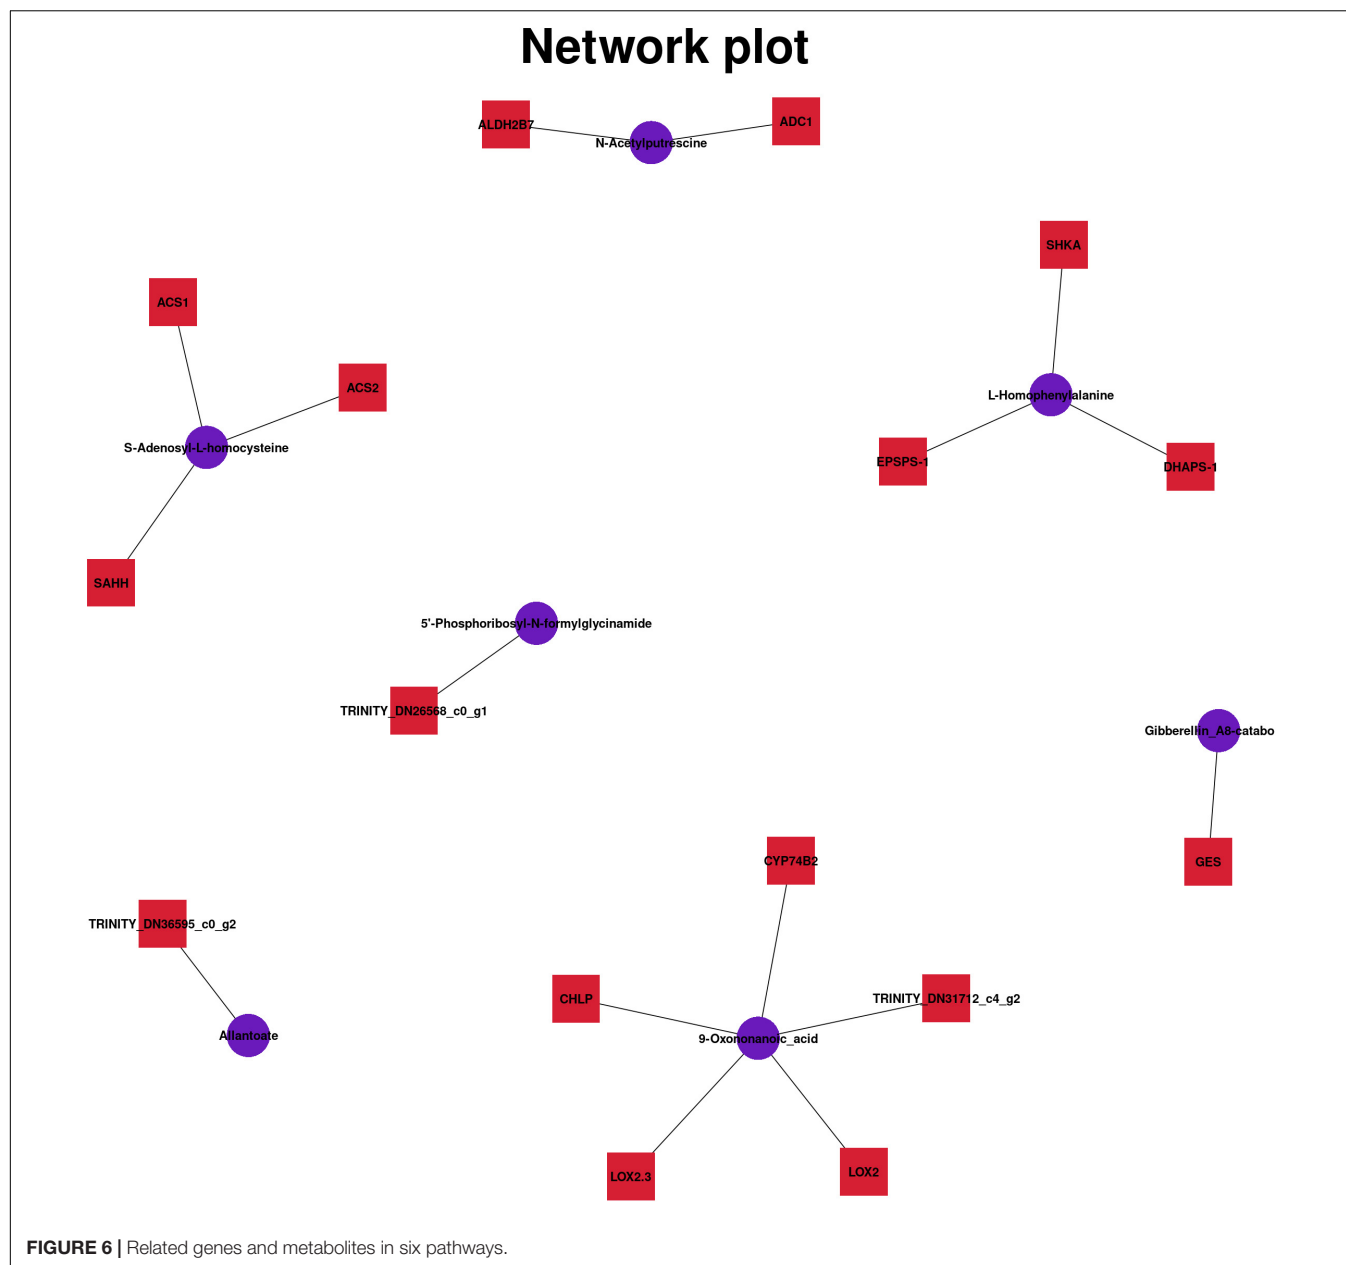 Network plot
ALDH2B7
N-Acetylputrescine
ADC1
SHKA
ACS1
ACS2
L-Homophenylalanine
S-Adenosyl-L-homocysteine
EPSPS-1
DHAPS-1
SAHH
5'-Phosphoribosyl-N-formylglycinamide
TRINITY_DN26568_c0_g1
Gibberellin_A8-catabo
CYP74B2
GES
TRINITY_DN36595_c0_g2
CHLP
TRINITY_DN31712_c4_g2
Allantoate
9-Oxononanoic_acid
LOX2.3
LOX2
FIGURE 6 | Related genes and metabolites in six pathways.